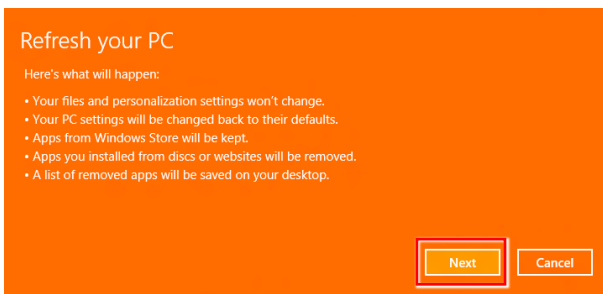 Refresh your PC
Here's what will happen:
• Your files and personalization settings won't change.
• Your PC settings will be changed back to their defaults.
• Apps from Windows Store will be kept.
• Apps you installed from discs or websites will be removed.
• A list of removed apps will be saved on your desktop.
Next Cancel